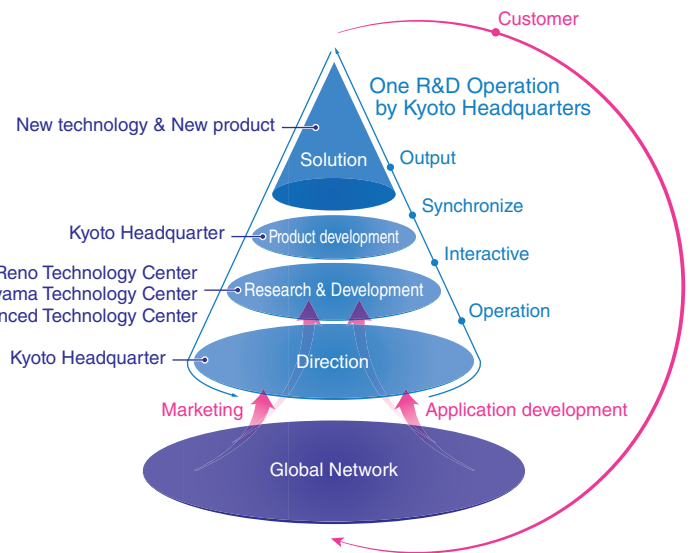 Customer
One R&D Operation
by Kyoto Headquarters
New technology & New product
Solution
Output
Synchronize
Kyoto Headquarter
Product development
Interactive
Reno Technology Center
Research & Development
Technology Center
Technology Center
Operation
Kyoto Headquarter
Direction
Marketing
Application development
Global Network